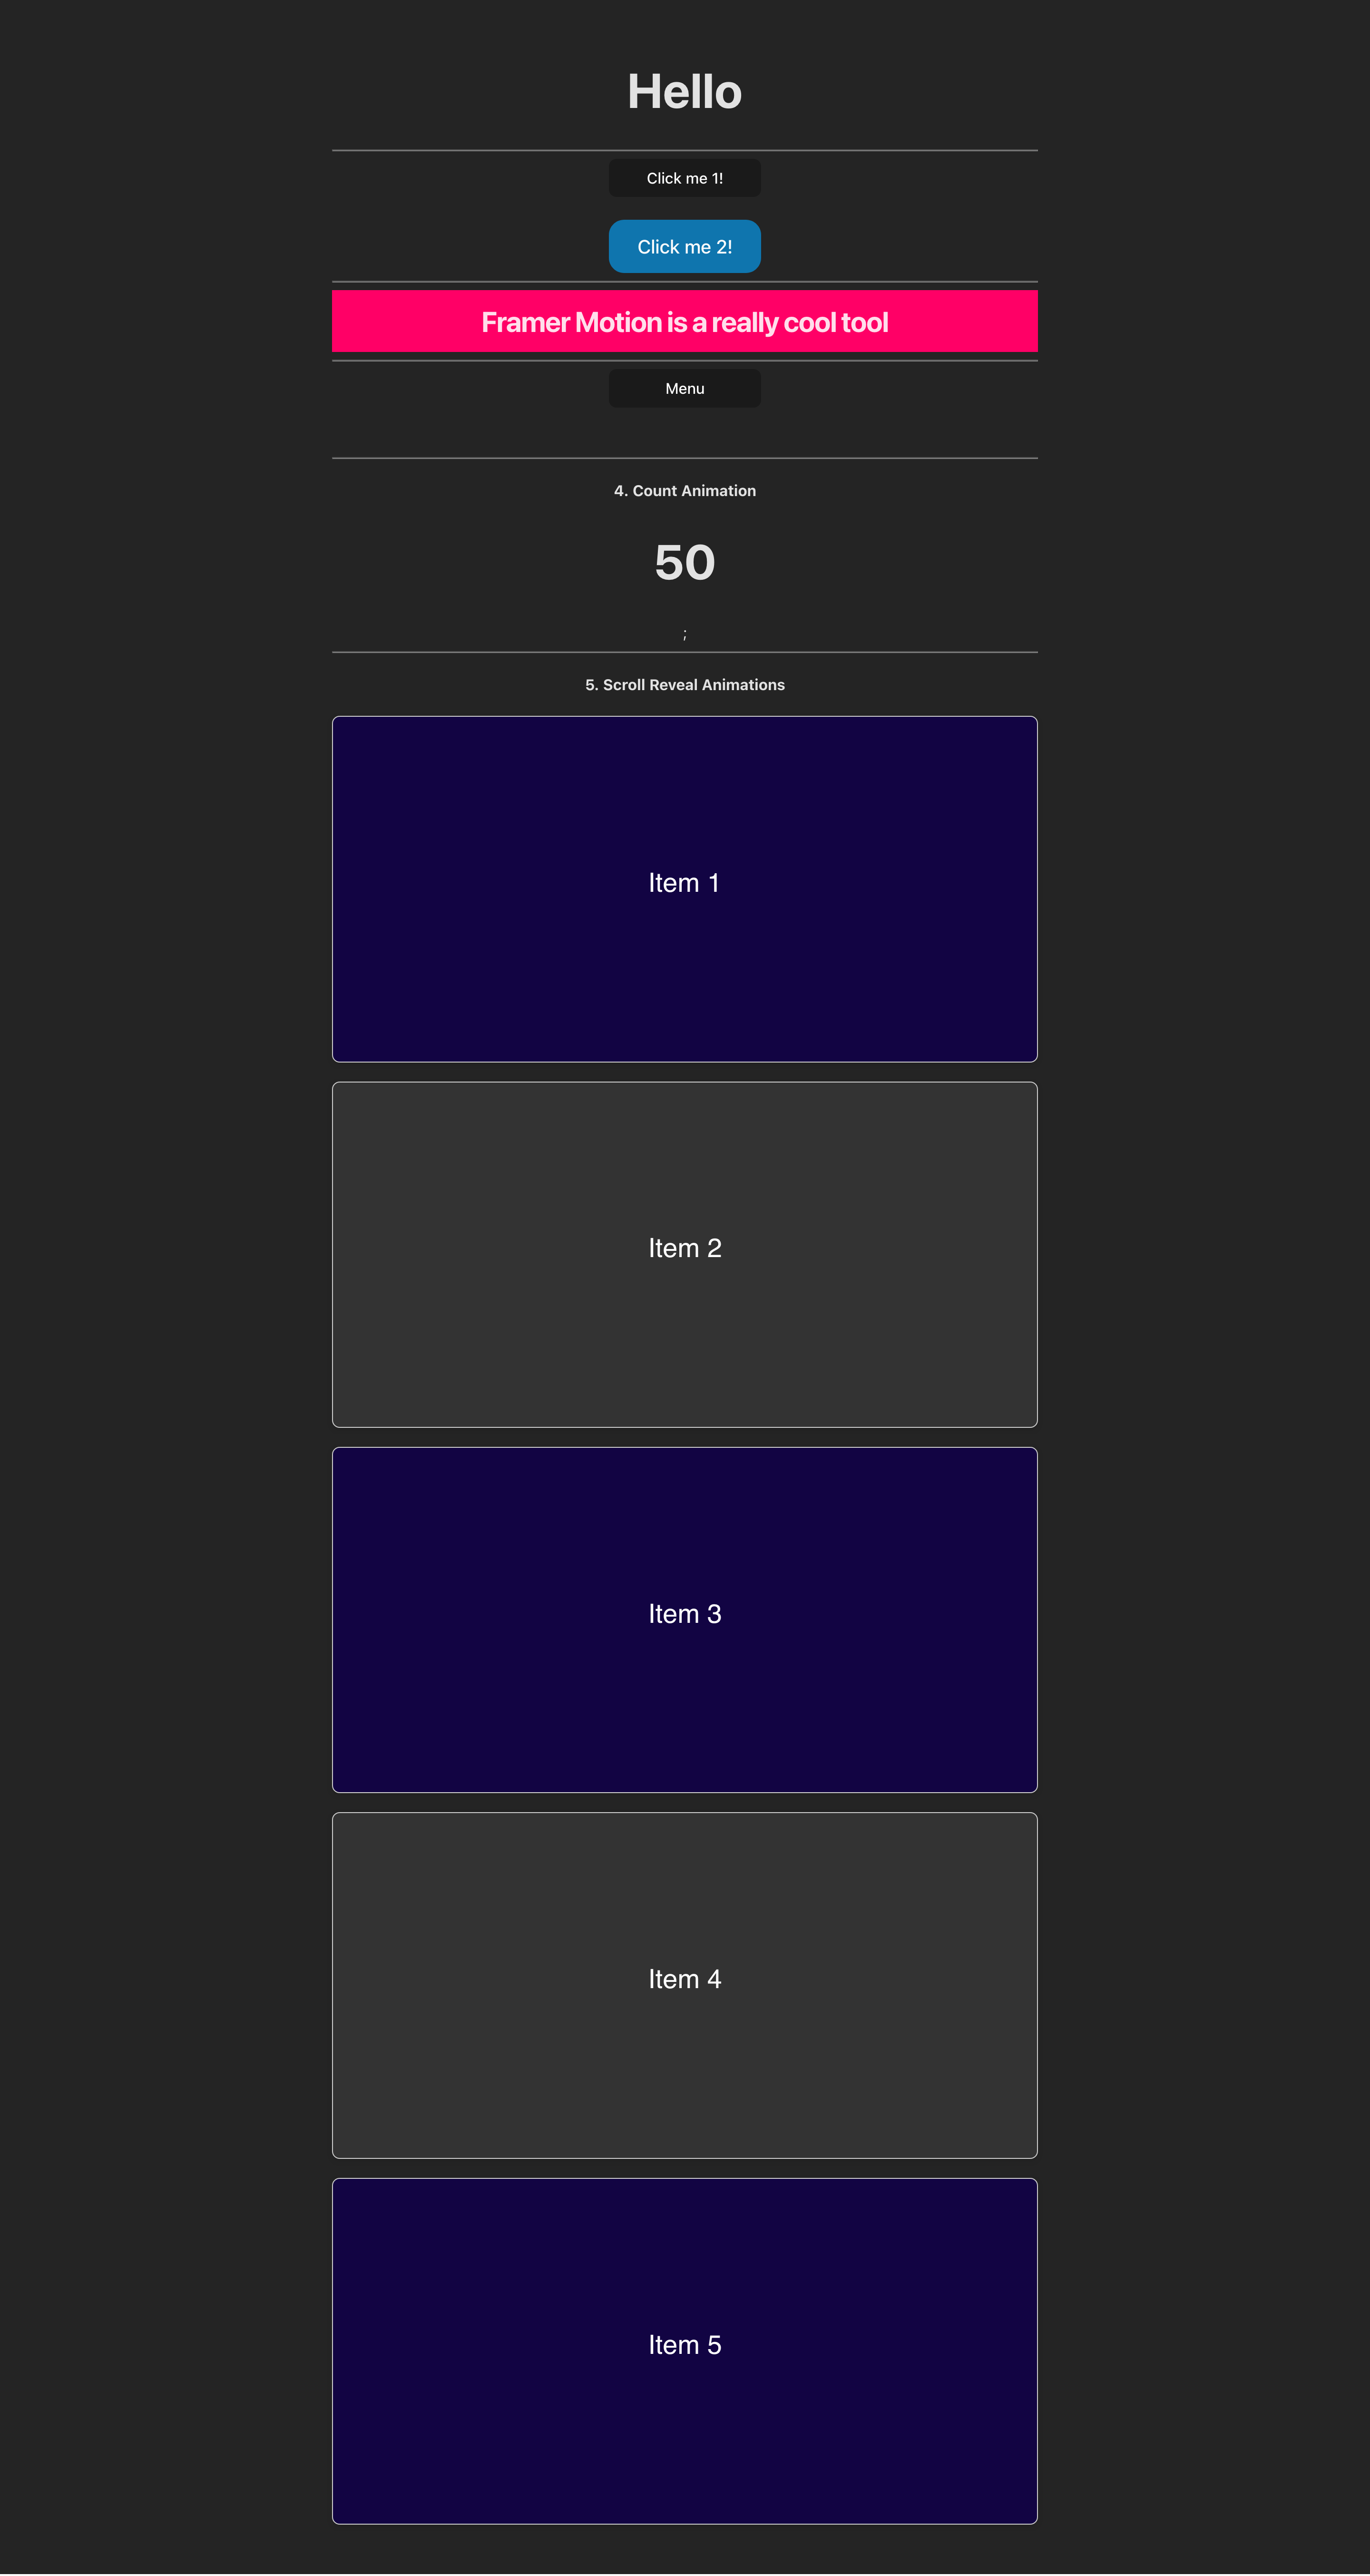 Hello
Click me 1!
Click me 2!
Framer Motion is a really cool tool
Menu
4. Count Animation
50
;
5. Scroll Reveal Animations
Item 1
Item 2
Item 3
Item 4
Item 5